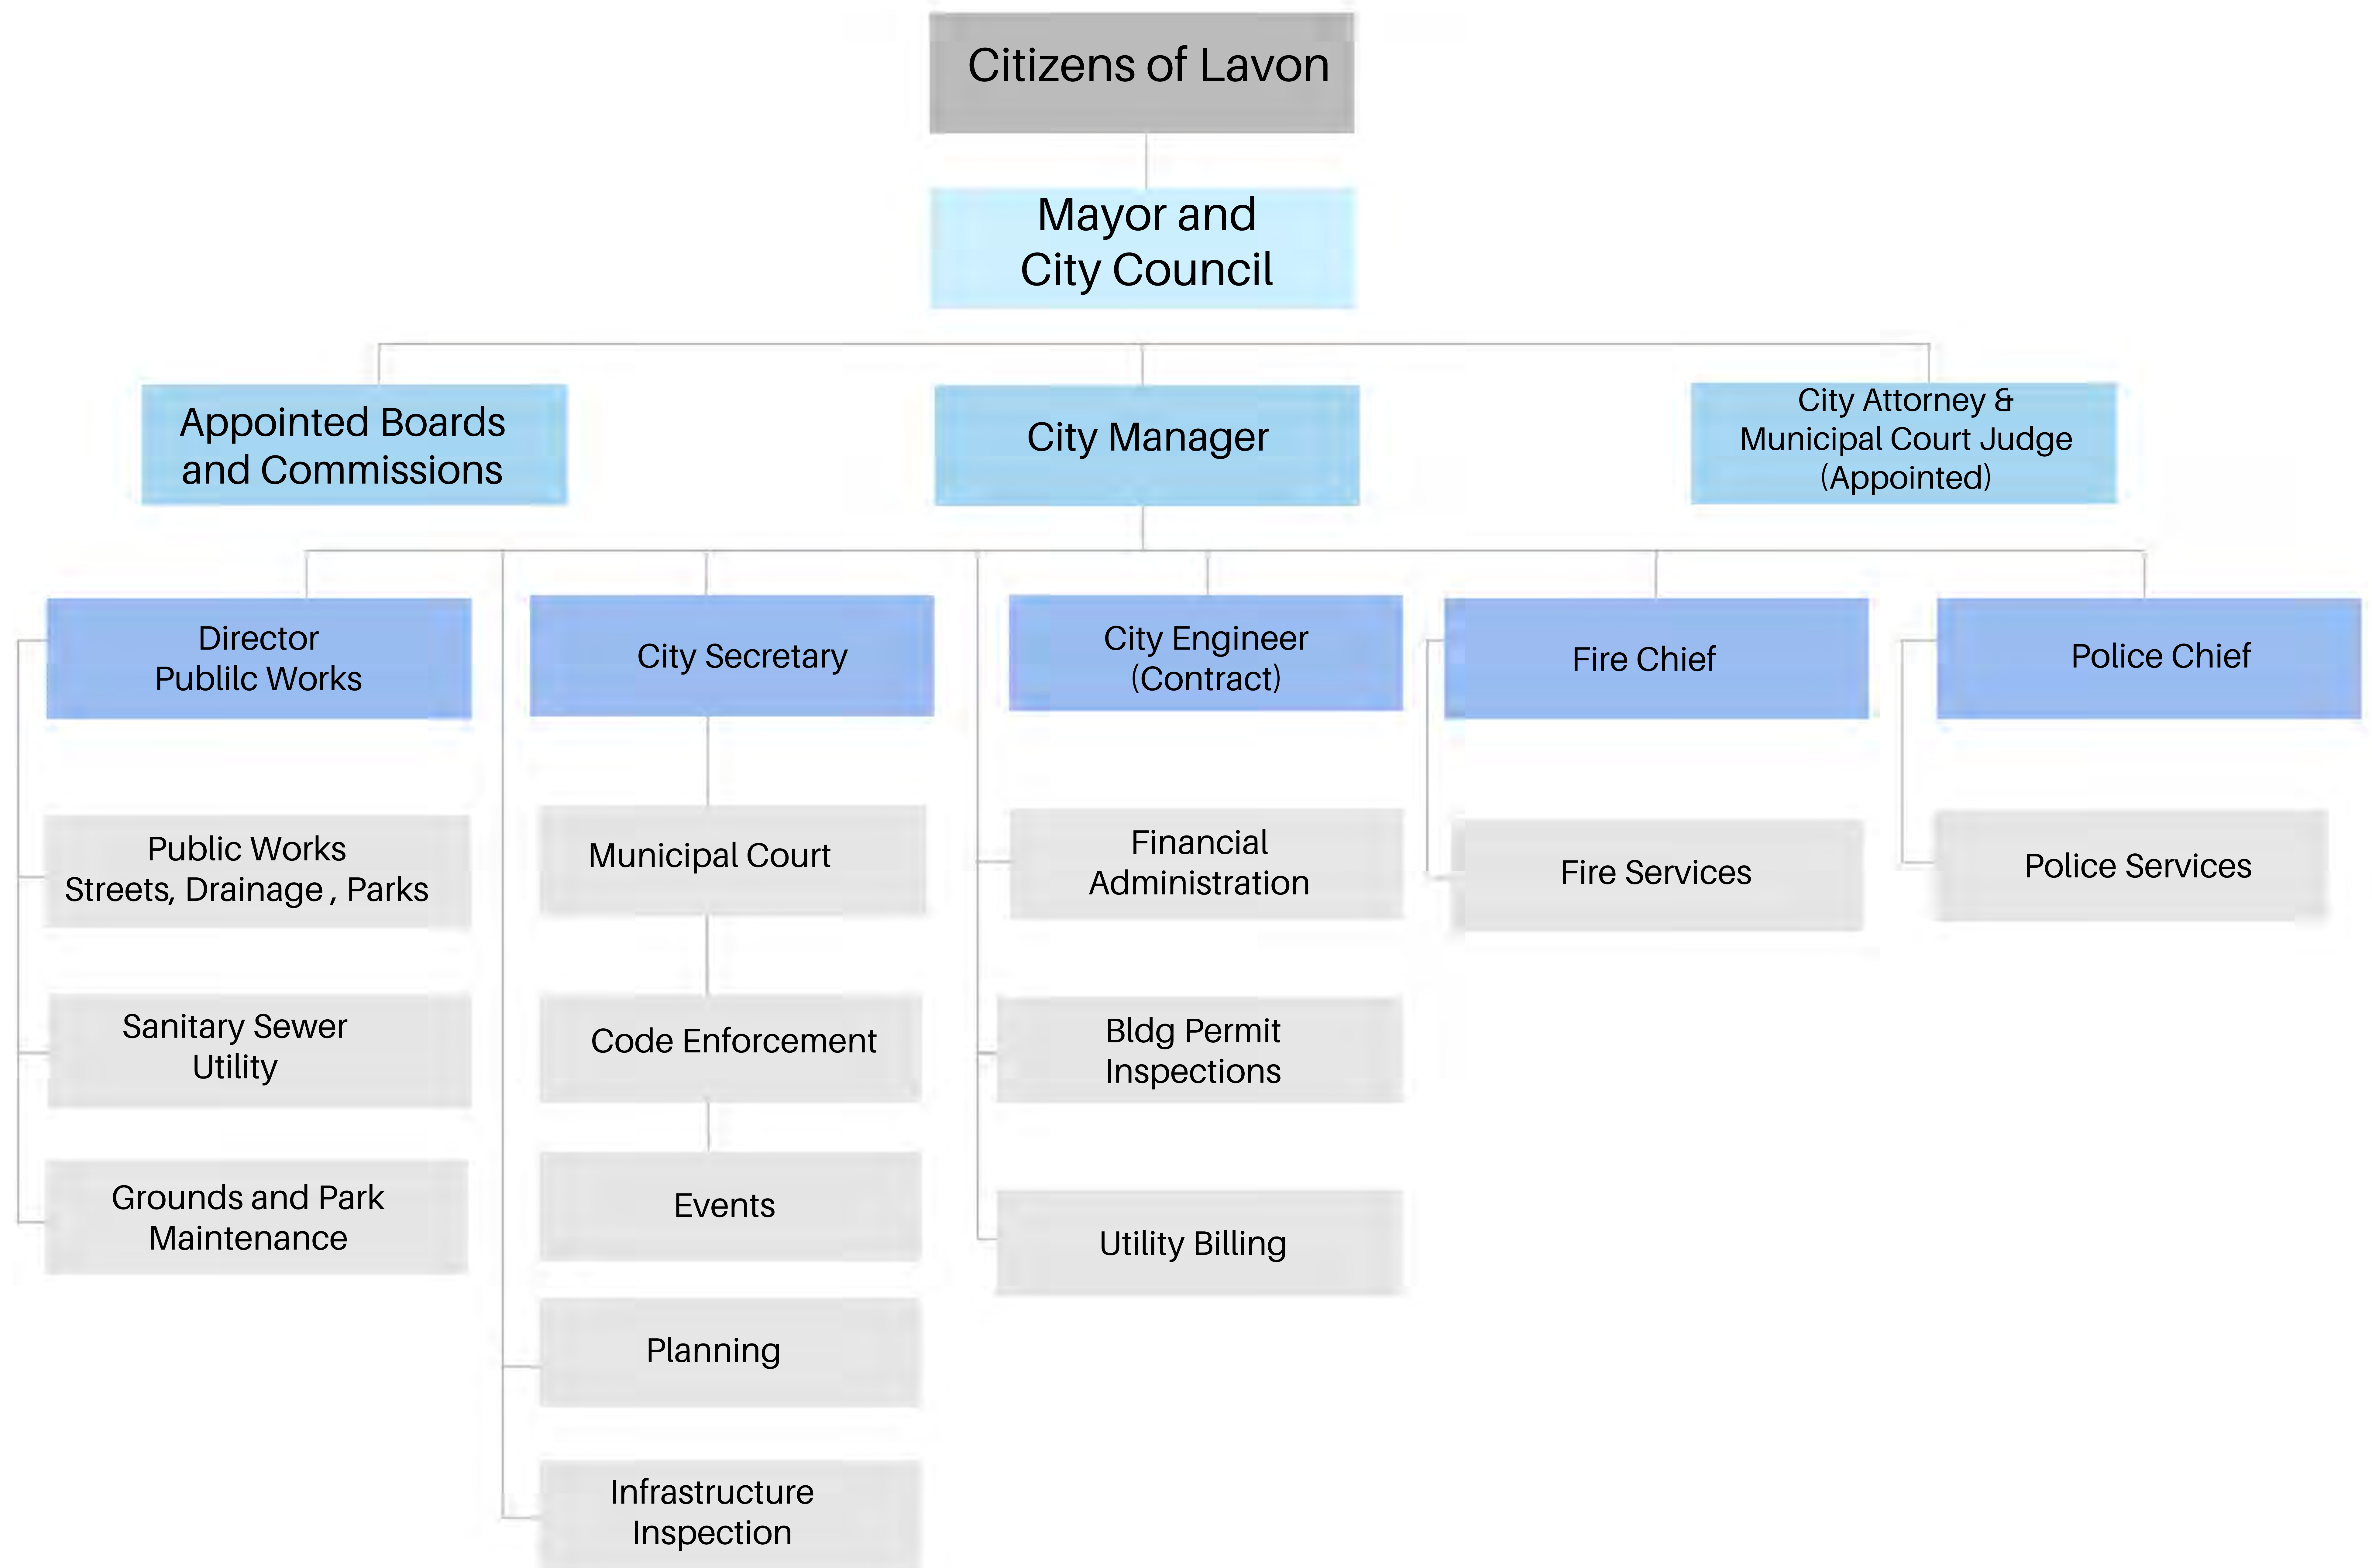 Citizens of Lavon
Mayor and
City Council
Appointed Boards
and Commissions
City Manager
City Attorney &
Municipal Court Judge
(Appointed)
Director
Publilc Works
City Secretary
City Engineer
(Contract)
Fire Chief
Police Chief
Public Works
Streets, Drainage , Parks
Municipal Court
Financial
Administration
Fire Services
Police Services
Sanitary Sewer
Utility
Code Enforcement
Bldg Permit
Inspections
Grounds and Park
Maintenance
Events
Utility Billing
Planning
Infrastructure
Inspection